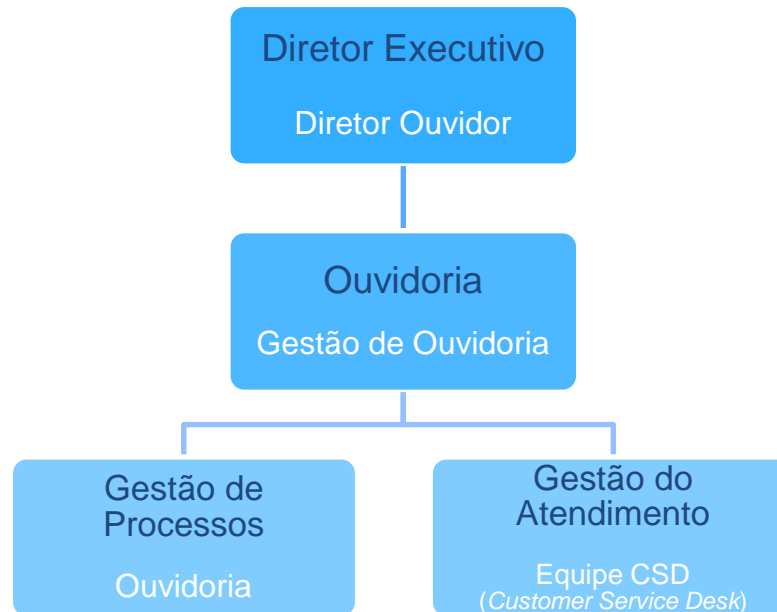 Diretor Executivo
Diretor Ouvidor
Ouvidoria
Gestão de Ouvidoria
Gestão de
Processos
Ouvidoria
Gestão do
Atendimento
Equipe CSD
(Customer Service Desk)